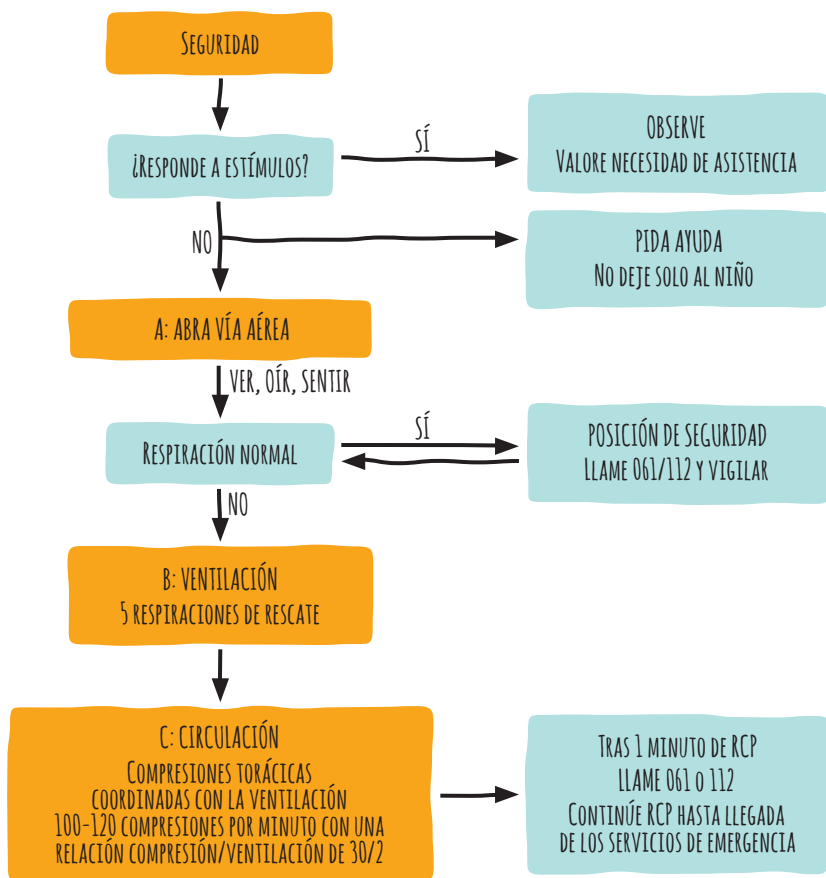 SEGURIDAD
¿RESPONDE A ESTÍMULOS?
SÍ
OBSERVE
VALORE NECESIDAD DE ASISTENCIA
NO
PIDA AYUDA
NO DEJE SOLO AL NIÑO
A: ABRA VÍA AÉREA
VER, OÍR, SENTIR
RESPIRACIÓN NORMAL
SÍ
POSICIÓN DE SEGURIDAD
LLAME 061/112 Y VIGILAR
NO
B: VENTILACIÓN
5 RESPIRACIONES DE RESCATE
C: CIRCULACIÓN
COMPRESIONES TORÁCICAS
COORDINADAS CON LA VENTILACIÓN
100-120 COMPRESIONES POR MINUTO CON UNA
RELACIÓN COMPRESIÓN/VENTILACIÓN DE 30/2
TRAS 1 MINUTO DE RCP
LLAME 061 O 112
CONTINÚE RCP HASTA LLEGADA
DE LOS SERVICIOS DE EMERGENCIA